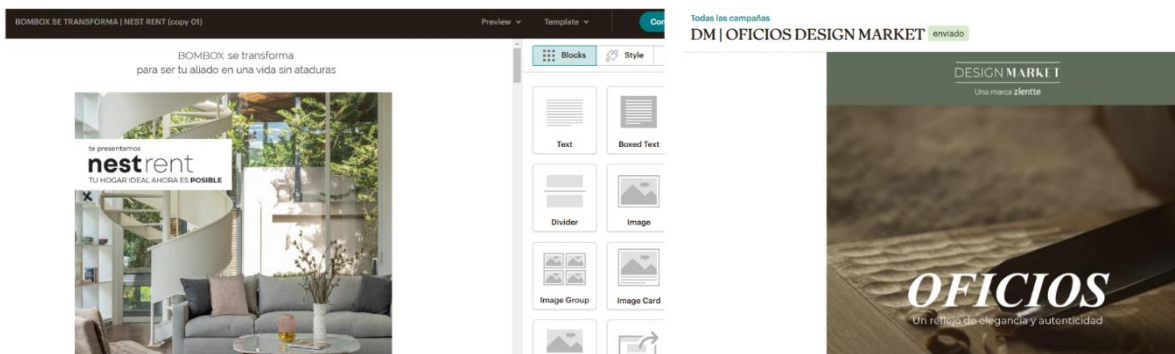 BOMBOX SE TRANSFORMA | NEST RENT (copy 01)
Preview
Template
Con
BOMBOX se transforma
para ser tu aliado en una vida sin ataduras
te presentamos
nestrent
TU HOGAR IDEAL AHORA ES POSIBLE
Blocks
Style
Text
Boxed Text
Divider
Image
Image Group
Image Card
Todas las campañas
DM | OFICIOS DESIGN MARKET enviado
DESIGN MARKET
Una marca zientte
OFICIOS
Un reflejo de elegancia y autenticidad